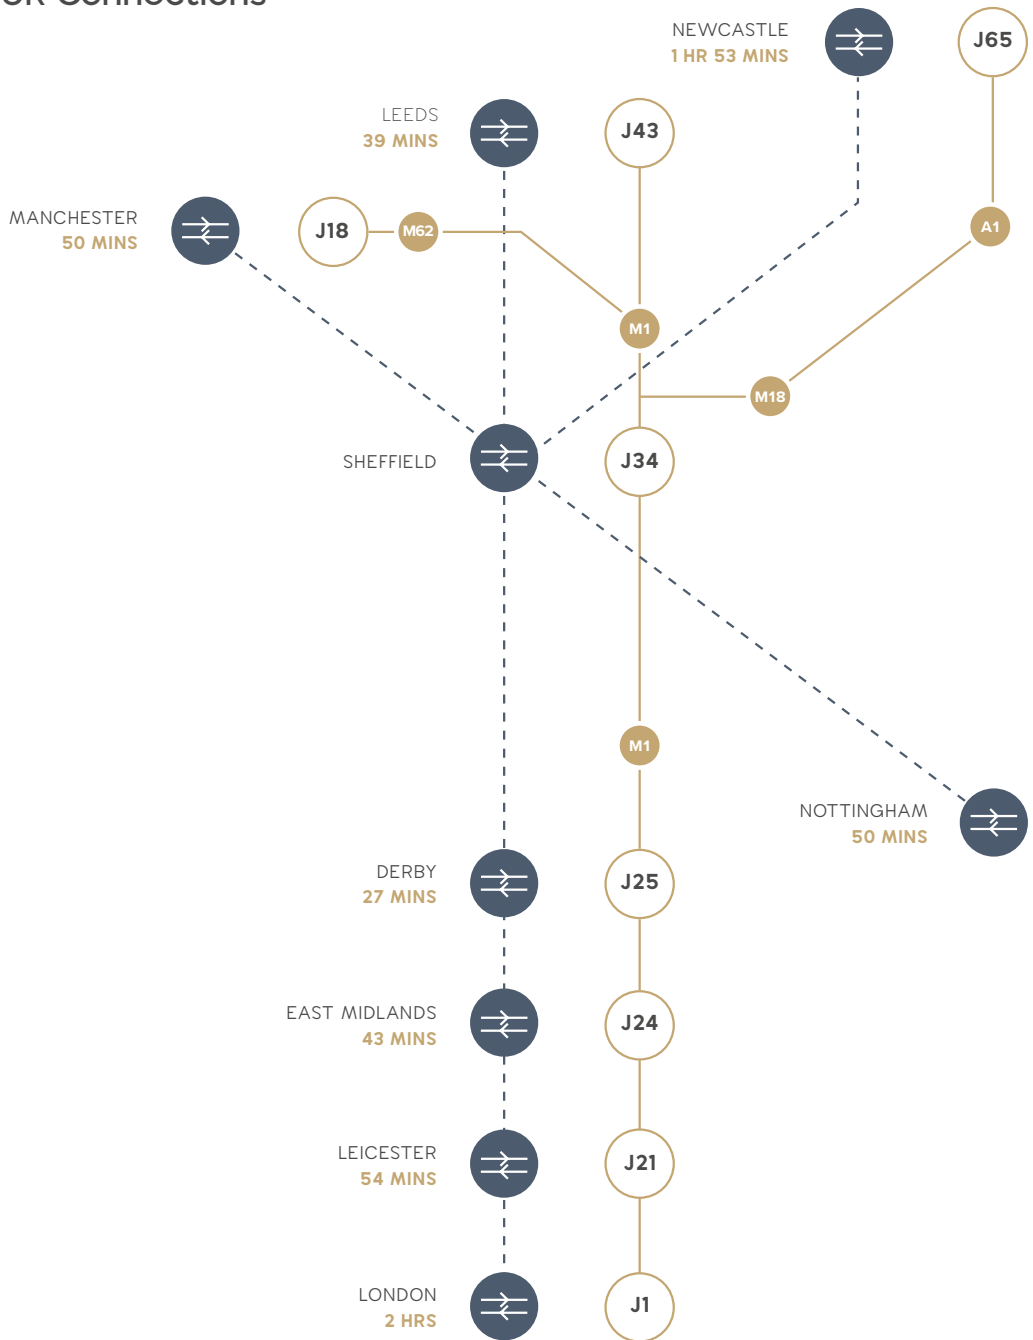 UK Connections
NEWCASTLE
1 HR 53 MINS
J65
LEEDS
39 MINS
J43
MANCHESTER
50 MINS
J18
M62
A1
M1
M18
SHEFFIELD
J34
M1
NOTTINGHAM
50 MINS
DERBY
27 MINS
J25
EAST MIDLANDS
43 MINS
J24
LEICESTER
54 MINS
J21
LONDON
2 HRS
J1